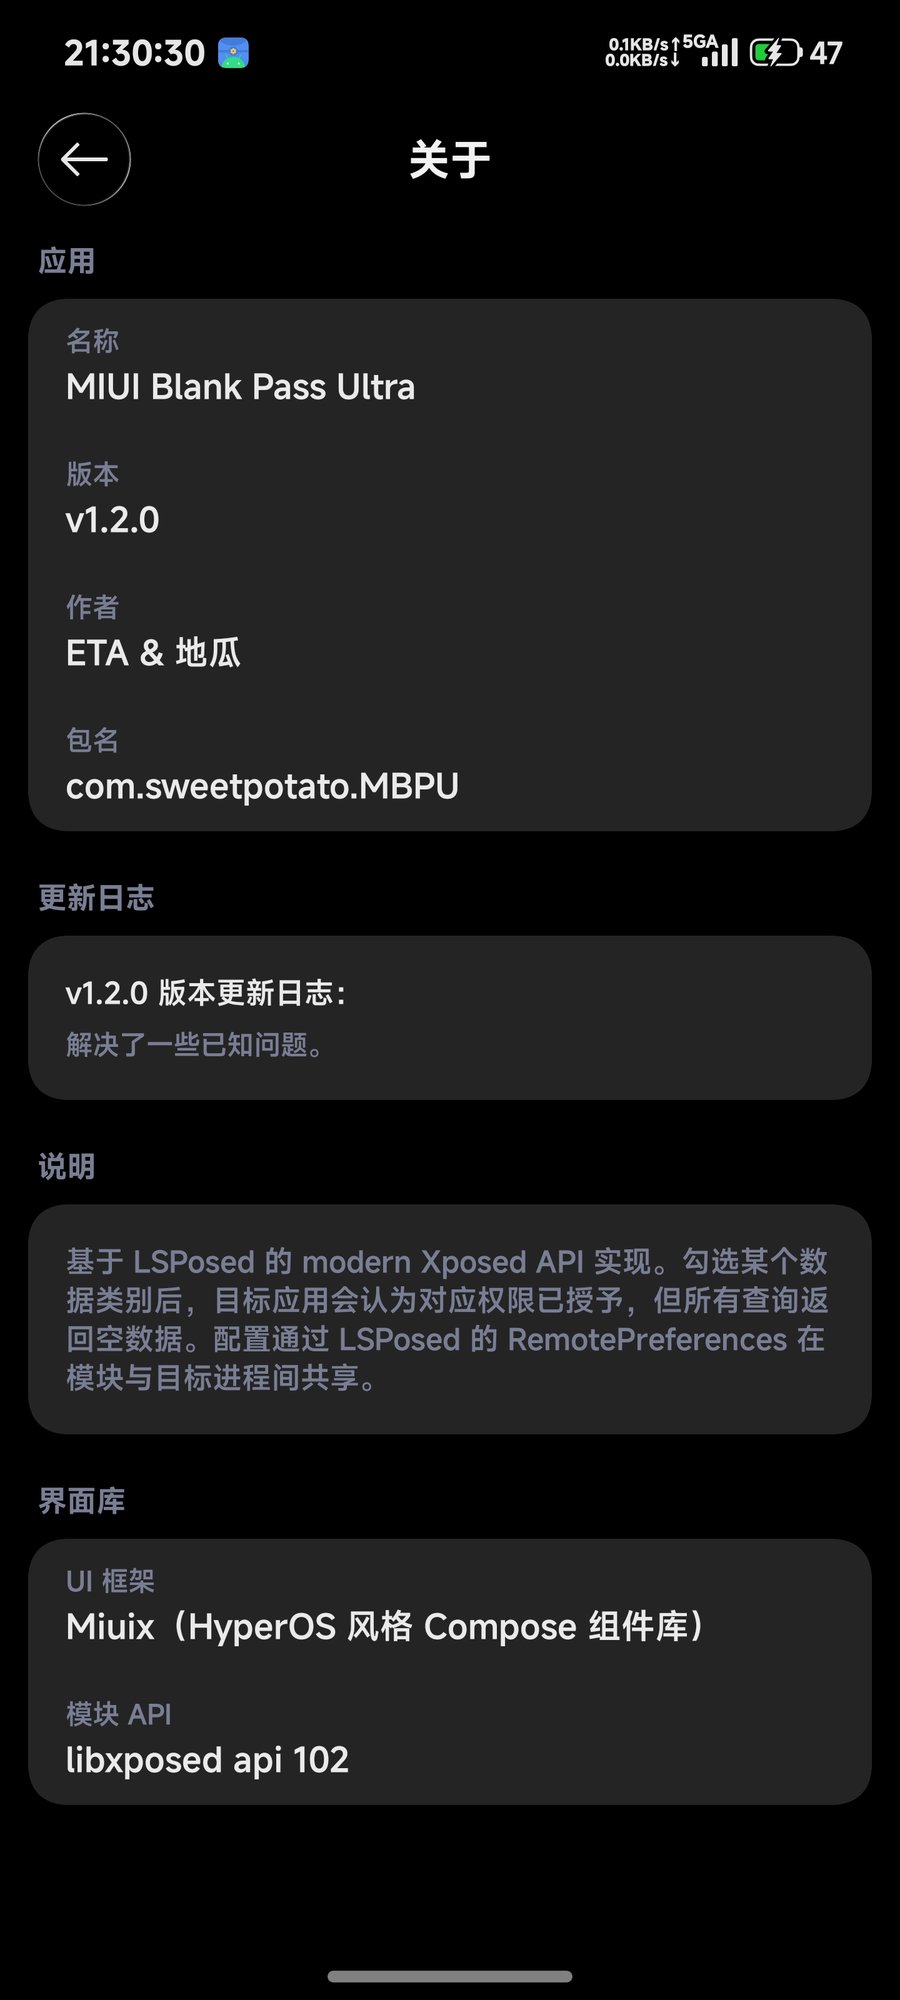 21:30:30
0.1KB/s↑
0.0KB/s↓
5GA
47
关于
应用
名称
MIUI Blank Pass Ultra
版本
v1.2.0
作者
ETA & 地瓜
包名
com.sweetpotato.MBPU
更新日志
v1.2.0 版本更新日志：
解决了一些已知问题。
说明
基于 LSPosed 的 modern Xposed API 实现。勾选某个数
据类别后，目标应用会认为对应权限已授予，但所有查询返
回空数据。配置通过 LSPosed 的 RemotePreferences 在
模块与目标进程间共享。
界面库
UI 框架
Miuix（HyperOS 风格 Compose 组件库）
模块 API
libxposed api 102